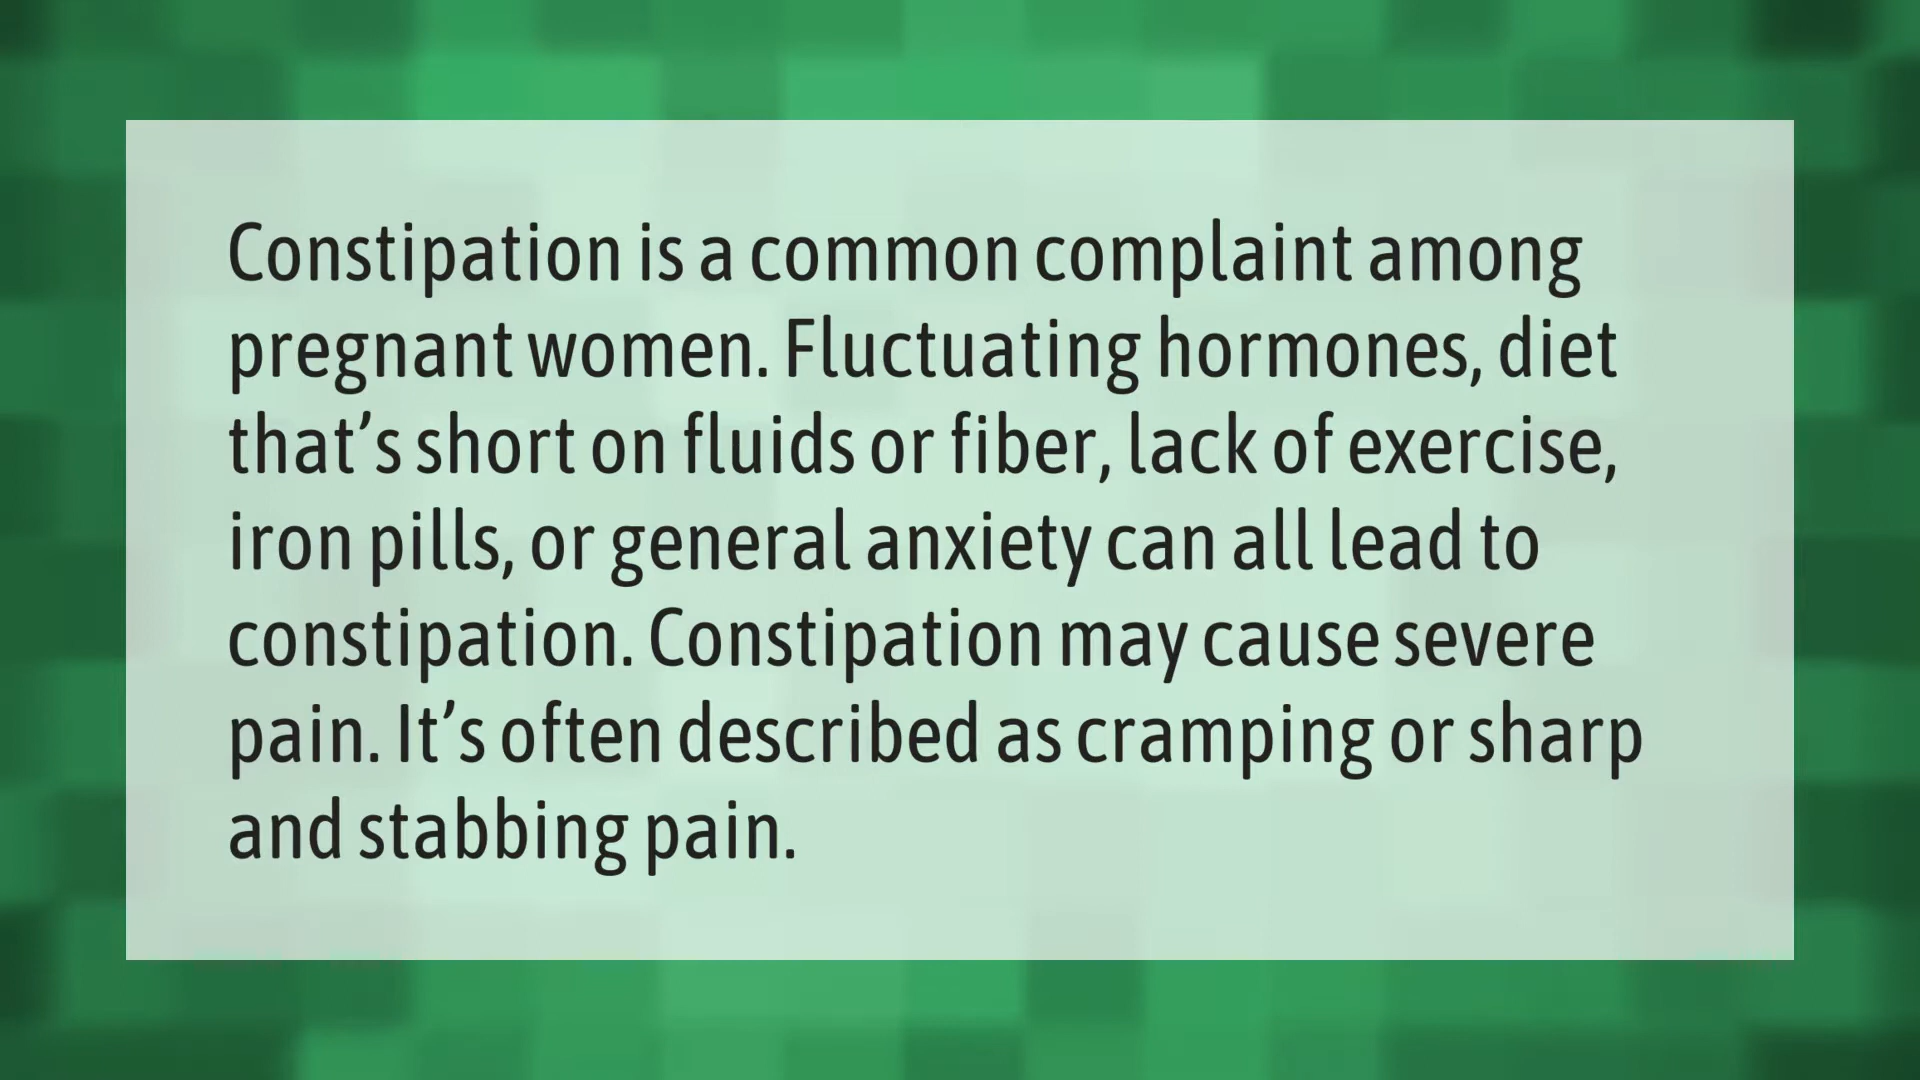 Constipation is a common complaint among
pregnant women. Fluctuating hormones, diet
that’s short on fluids or fiber, lack of exercise,
iron pills, or general anxiety can all lead to
constipation. Constipation may cause severe
pain. It’s often described as cramping or sharp
and stabbing pain.